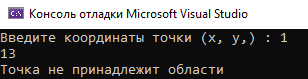 Консоль отладки Microsoft Visual Studio
Введите координаты точки (x, y,) : 1
13
Точка не принадлежит области